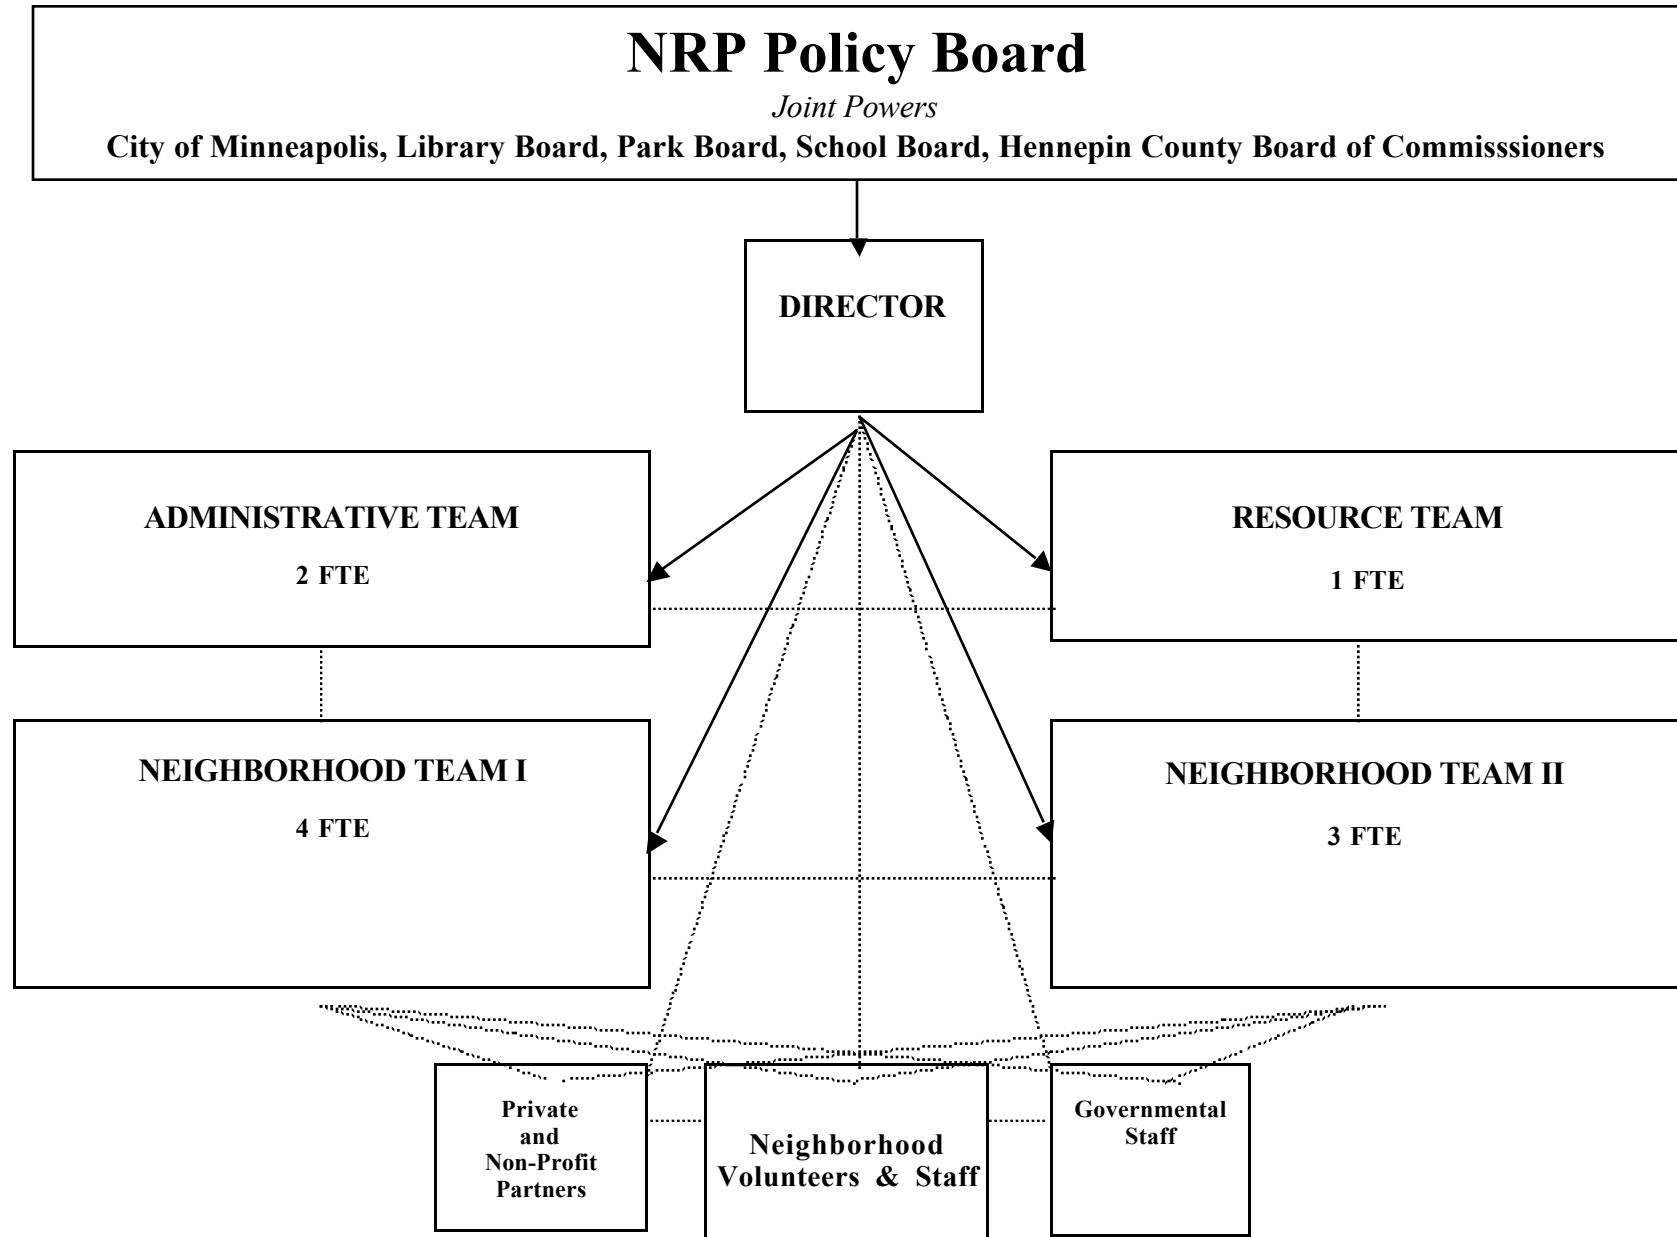 NRP Policy Board
Joint Powers
City of Minneapolis, Library Board, Park Board, School Board, Hennepin County Board of Commisssioners
DIRECTOR
ADMINISTRATIVE TEAM
2 FTE
RESOURCE TEAM
1 FTE
NEIGHBORHOOD TEAM I
4 FTE
NEIGHBORHOOD TEAM II
3 FTE
Private
and
Non-Profit
Partners
Neighborhood
Volunteers & Staff
Governmental
Staff